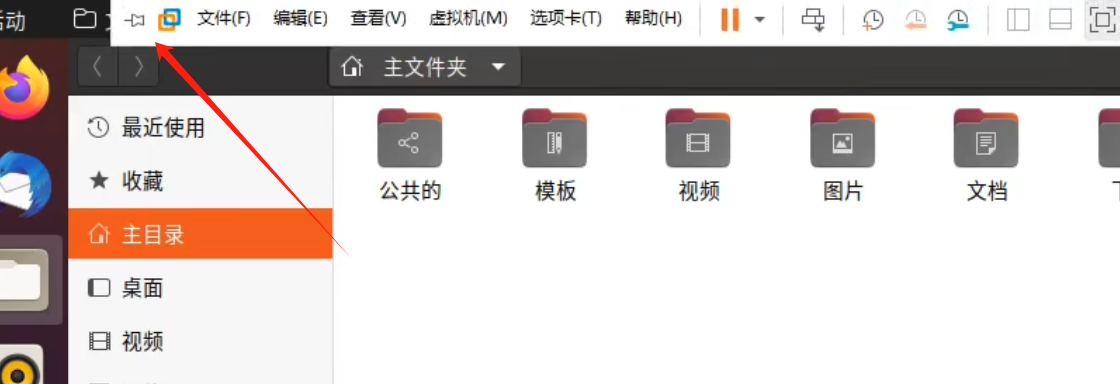 活动
文件(F) 编辑(E) 查看(V) 虚拟机(M) 选项卡(T) 帮助(H)
主文件夹
最近使用
收藏
主目录
桌面
视频
公共的 模板 视频 图片 文档